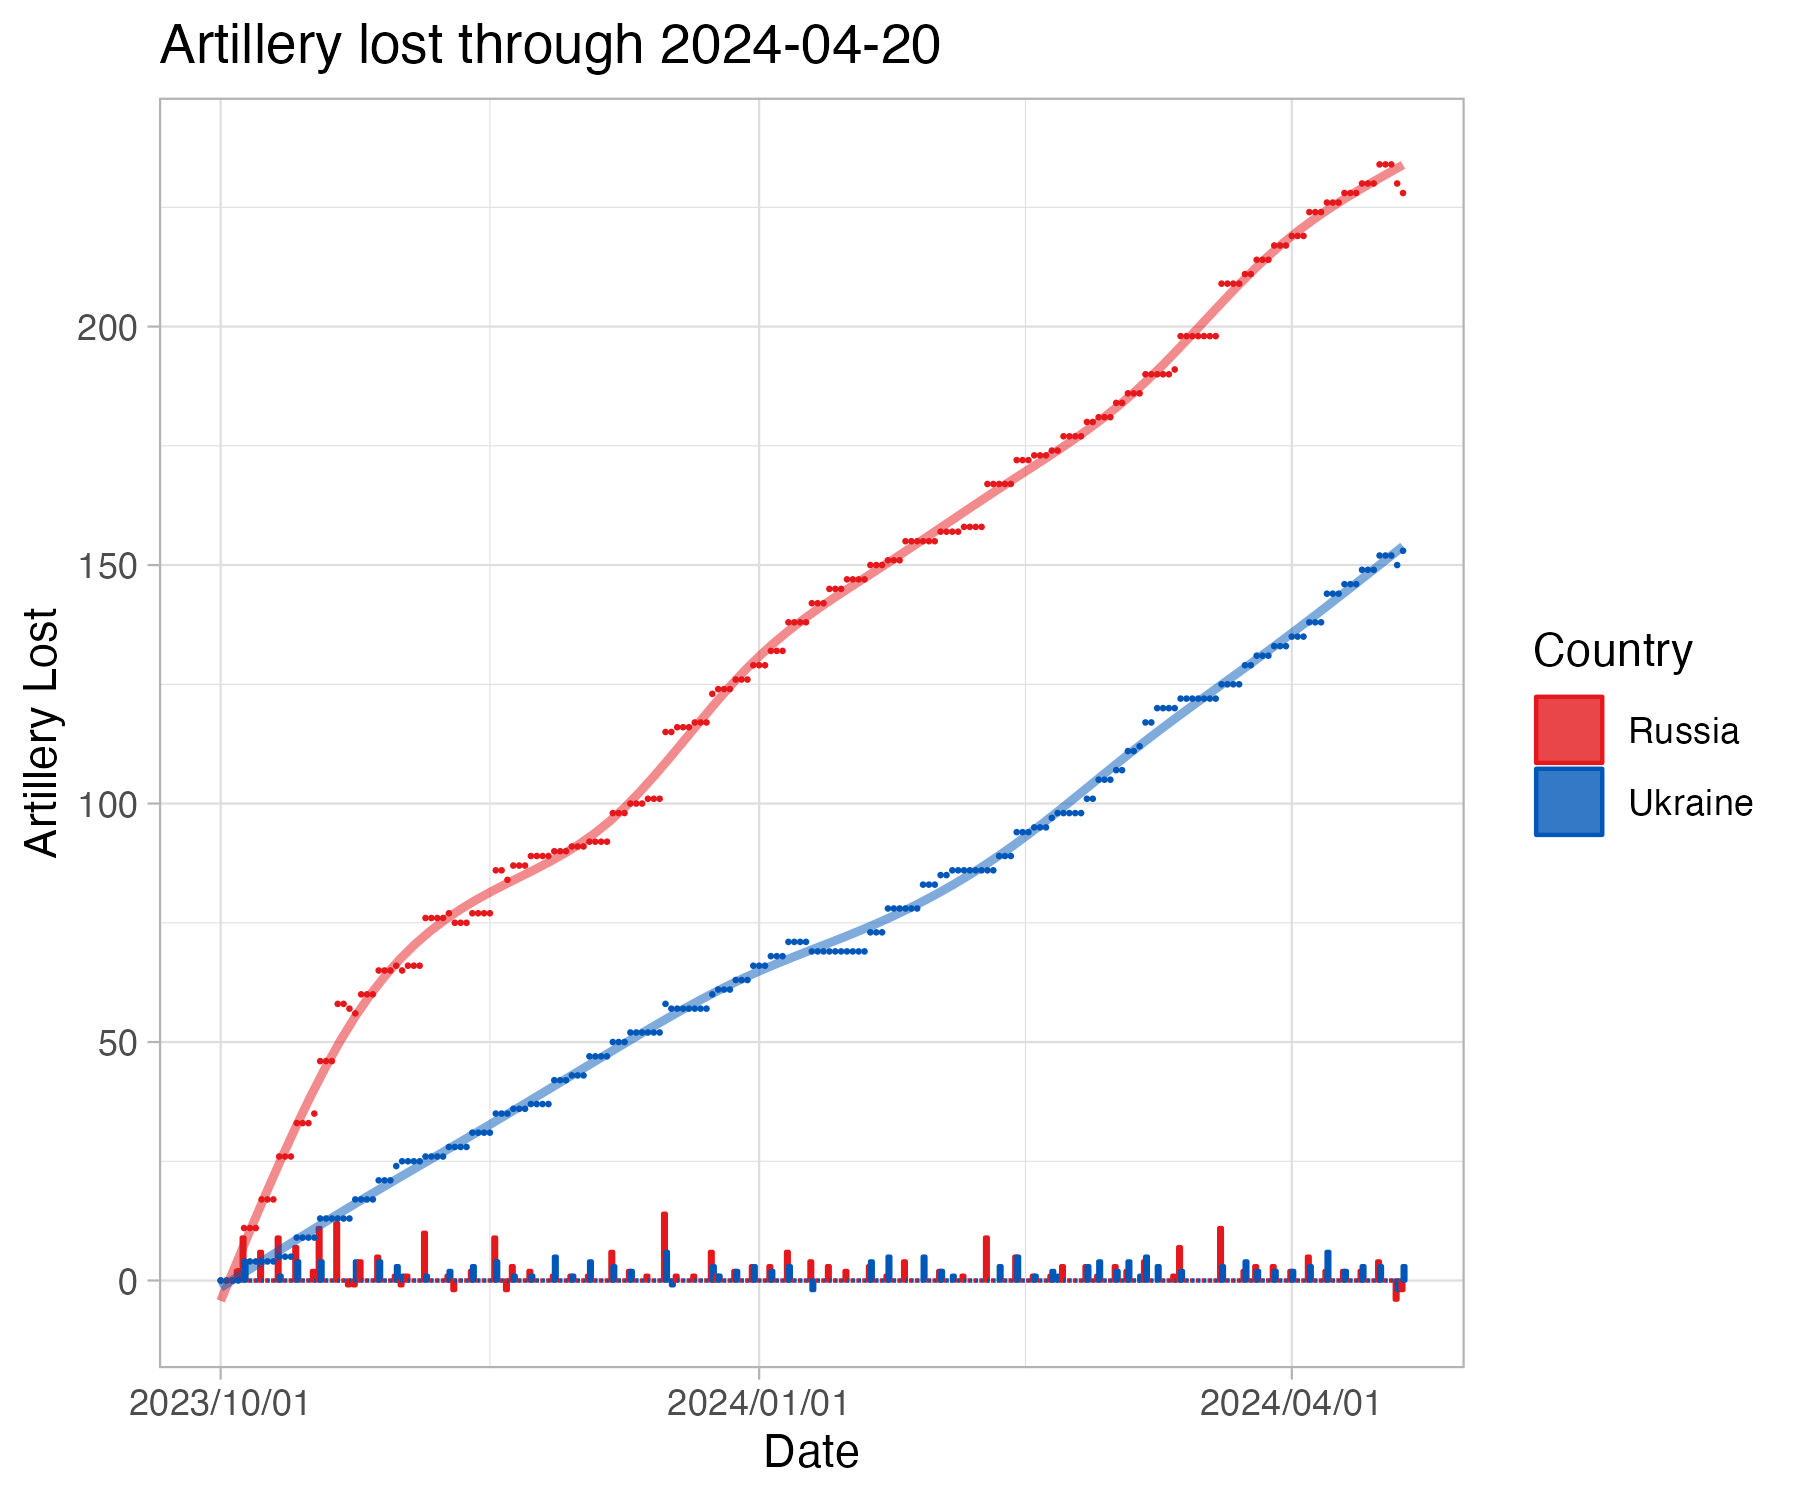 Artillery lost through 2024-04-20
Artillery Lost
200
150
100
50
0
2023/10/01
2024/01/01
2024/04/01
Date
Country
Russia
Ukraine